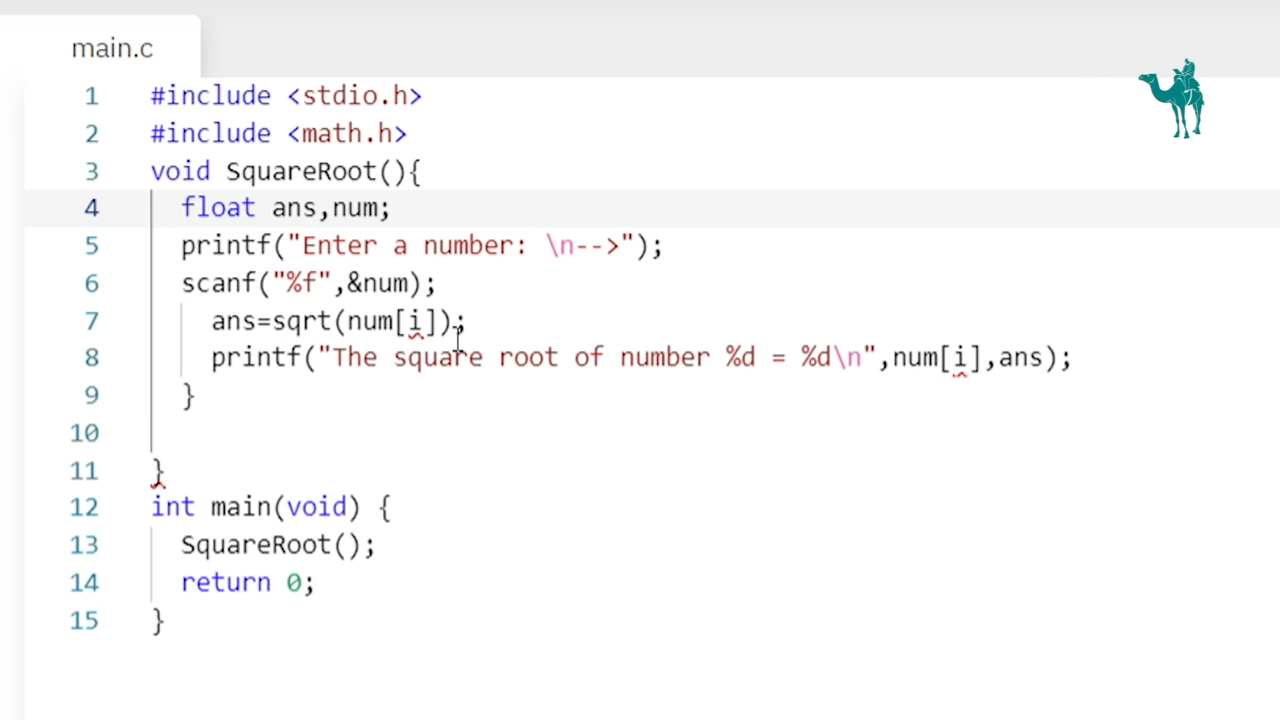 main.c
1 #include <stdio.h>
2 #include <math.h>
3 void SquareRoot(){
4 float ans,num;
5 printf("Enter a number: \n-->");
6 scanf("%f",&num);
7 ans=sqrt(num[i]);
8 printf("The square root of number %d = %d\n",num[i],ans);
9 }
10
11 }
12 int main(void) {
13 SquareRoot();
14 return 0;
15 }